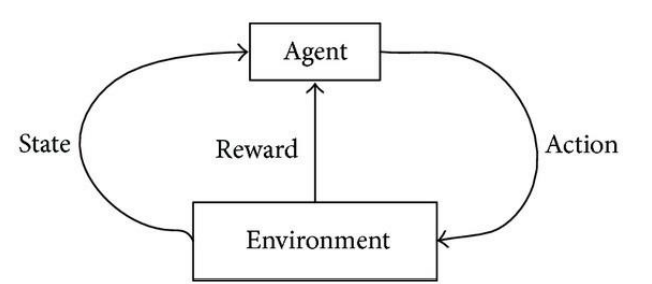 Agent
State
Reward
Action
Environment